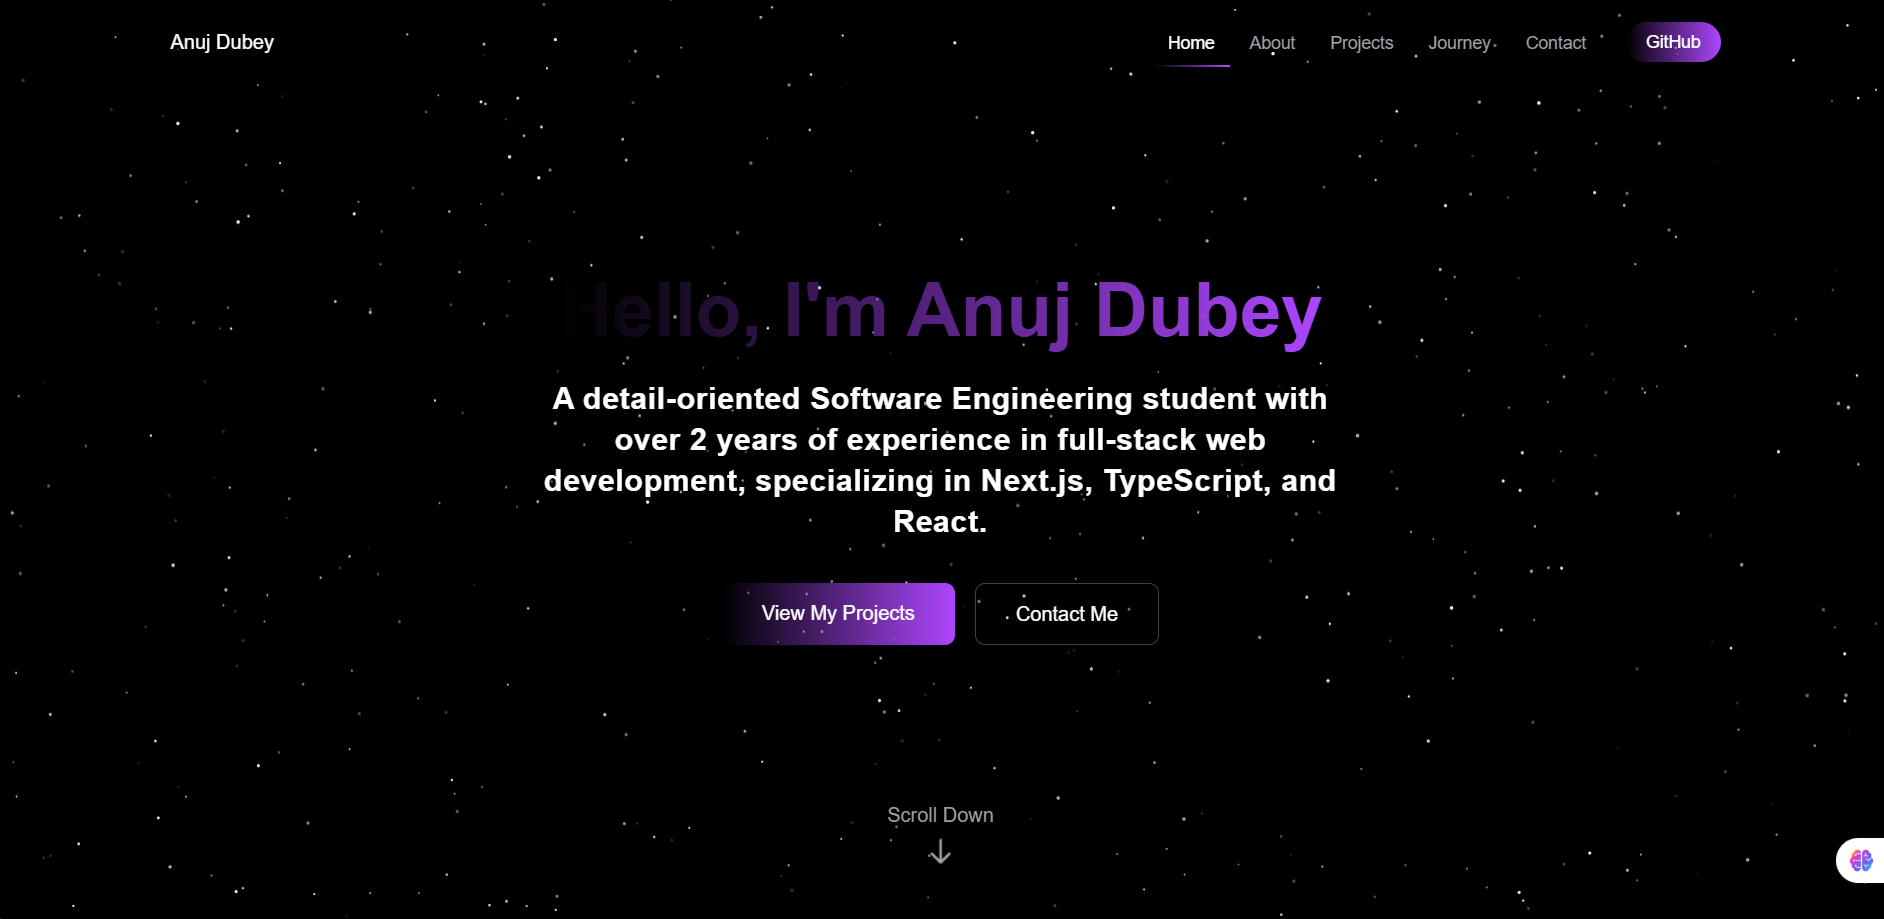 Anuj Dubey
Home About Projects Journey Contact GitHub
Hello, I'm Anuj Dubey
A detail-oriented Software Engineering student with
over 2 years of experience in full-stack web
development, specializing in Next.js, TypeScript, and
React.
View My Projects Contact Me
Scroll Down